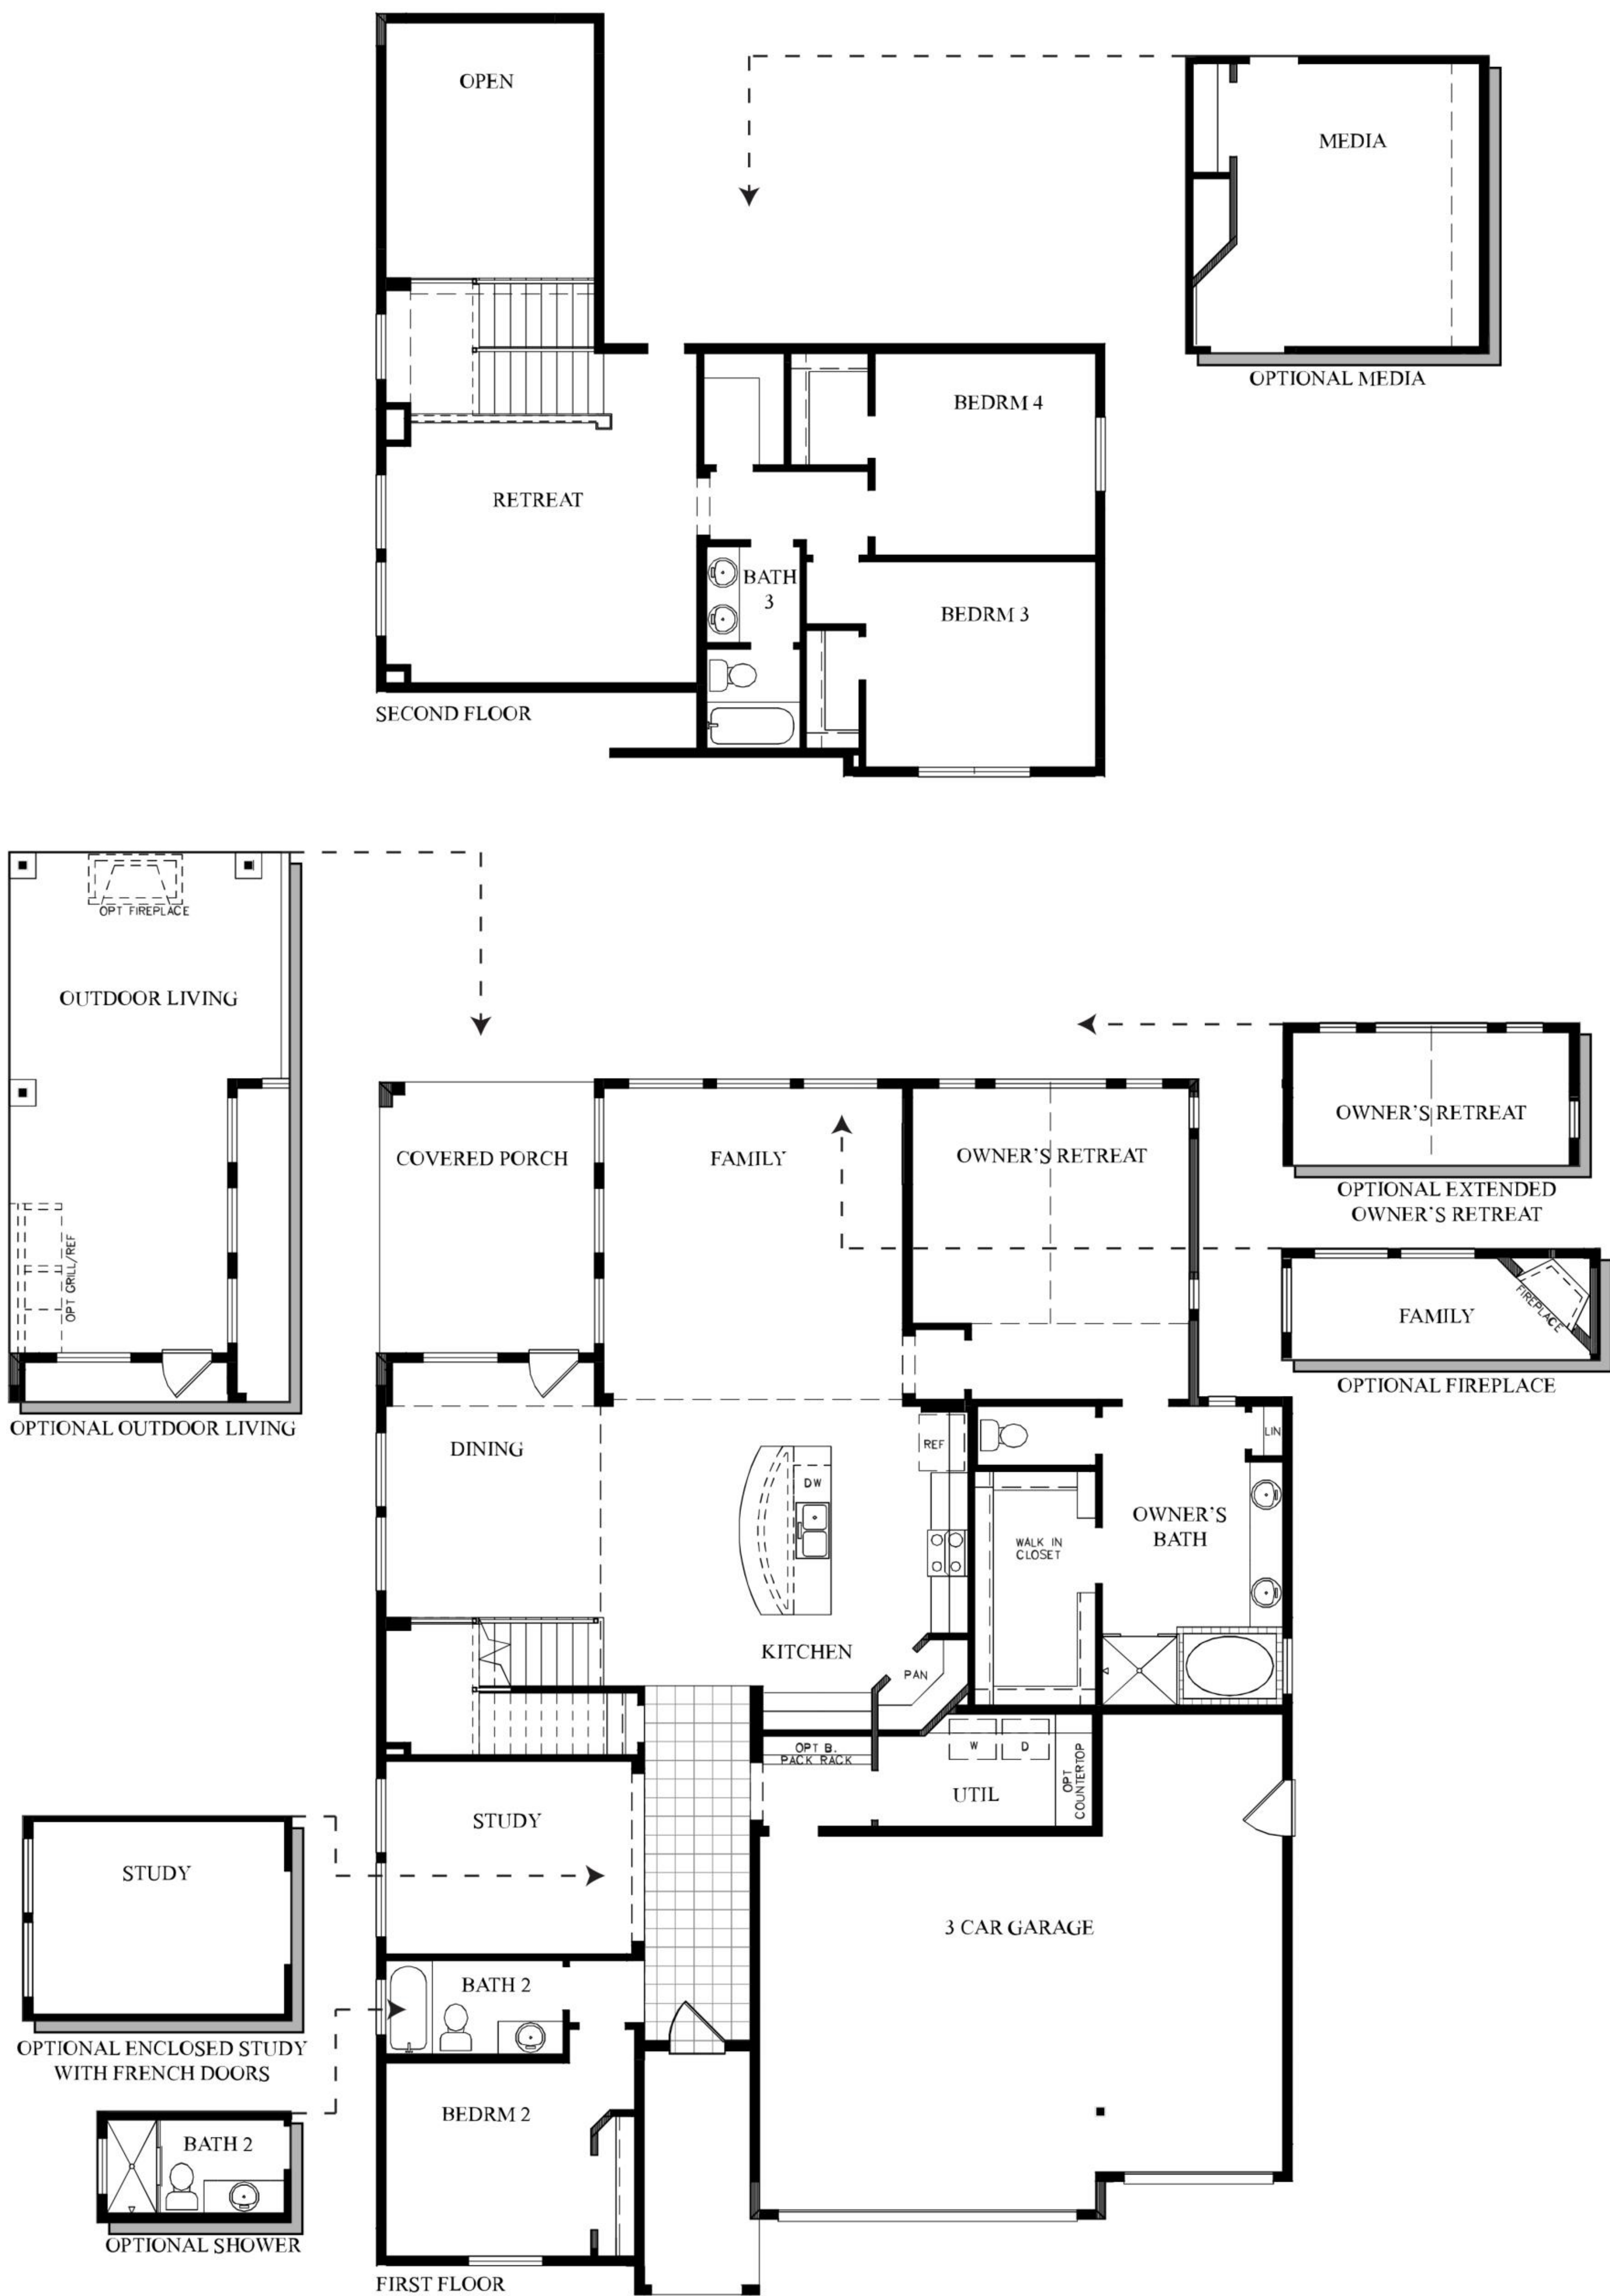 OPEN
MEDIA
OPTIONAL MEDIA
BEDRM 4
RETREAT
BATH
3
BEDRM 3
SECOND FLOOR
OPT FIREPLACE
OUTDOOR LIVING
OPT GRILL/REF
OPTIONAL OUTDOOR LIVING
COVERED PORCH
FAMILY
OWNER'S RETREAT
OWNER'S RETREAT
OPTIONAL EXTENDED
OWNER'S RETREAT
FAMILY
FIREPLACE
OPTIONAL FIREPLACE
DINING
REF
LIN
DW
OWNER'S
BATH
WALK IN
CLOSET
KITCHEN
PAN
OPT B.
PACK RACK
W
D
OPT
COUNTERTOP
UTIL
STUDY
STUDY
OPTIONAL ENCLOSED STUDY
WITH FRENCH DOORS
3 CAR GARAGE
BATH 2
BEDRM 2
BATH 2
OPTIONAL SHOWER
FIRST FLOOR